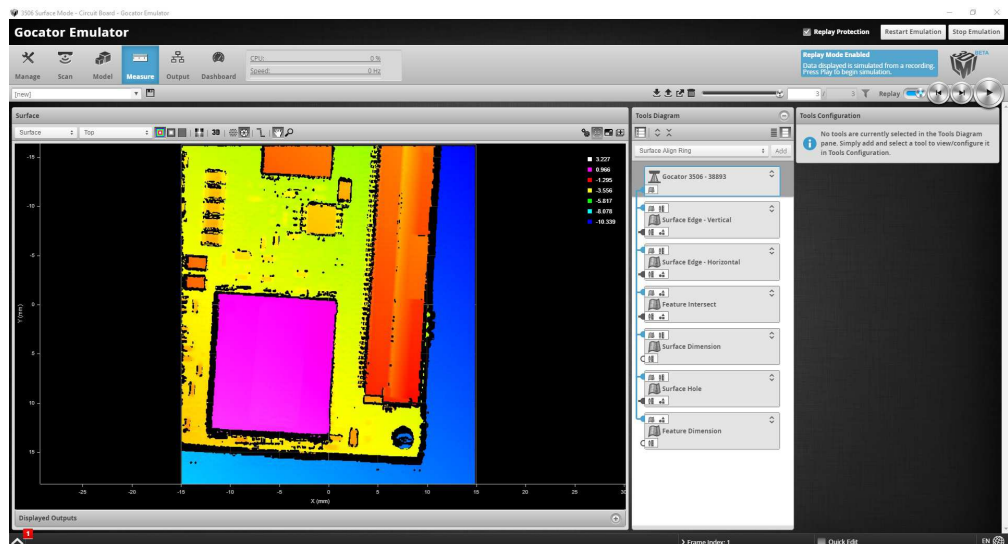 3506 Surface Mode - Circuit Board - Gocator Emulator
Gocator Emulator
Replay Protection
Restart Emulation
Stop Emulation
Manage
Scan
Model
Measure
Output
Dashboard
CPU: 0 %
Speed: 0 Hz
Replay Mode Enabled
Data displayed is simulated from a recording.
Press Play to begin simulation.
BETA
[new]
3 / 3
Replay
Surface
Surface
Top
3D
3.227
0.966
-1.295
-3.556
-5.817
-8.078
-10.339
-15
-10
-5
0
5
10
15
Y (mm)
-25
-20
-15
-10
-5
0
5
10
15
20
25
30
X (mm)
Displayed Outputs
Tools Diagram
Surface Align Ring
Add
Gocator 3506 - 38893
Surface Edge - Vertical
Surface Edge - Horizontal
Feature Intersect
Surface Dimension
Surface Hole
Feature Dimension
Tools Configuration
No tools are currently selected in the Tools Diagram
pane. Simply add and select a tool to view/configure it
in Tools Configuration.
1
Frame Index: 1
Quick Edit
EN